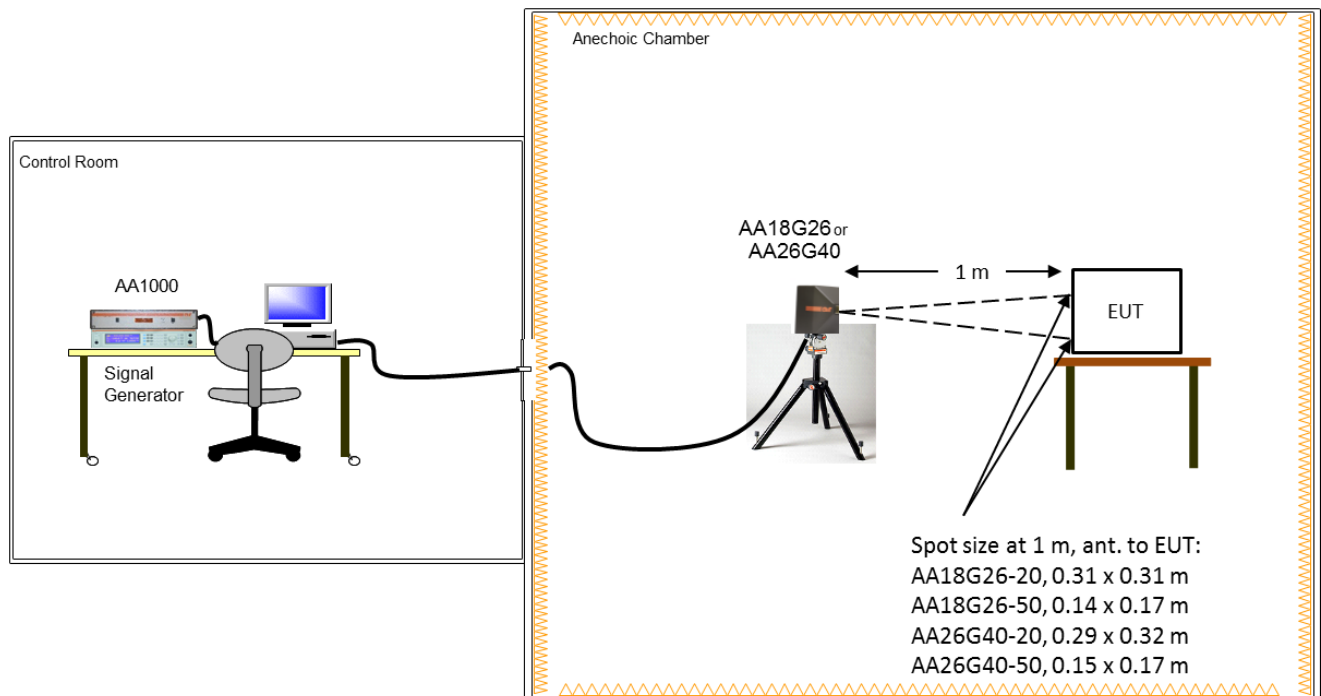 Anechoic Chamber
Control Room
AA1000
Signal
Generator
AA18G26 or
AA26G40
1 m
EUT
Spot size at 1 m, ant. to EUT:
AA18G26-20, 0.31 x 0.31 m
AA18G26-50, 0.14 x 0.17 m
AA26G40-20, 0.29 x 0.32 m
AA26G40-50, 0.15 x 0.17 m